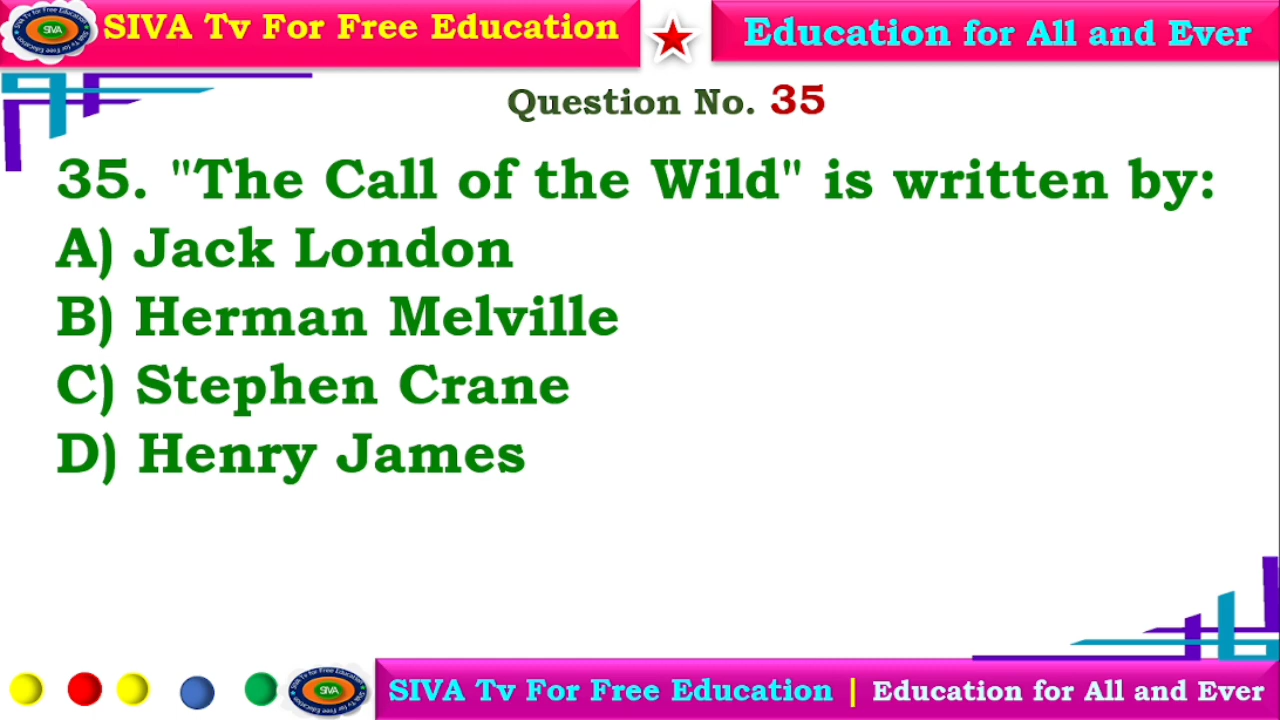 SIVA Tv For Free Education
Education for All and Ever
SIVA
Question No. 35
35. "The Call of the Wild" is written by:
A) Jack London
B) Herman Melville
C) Stephen Crane
D) Henry James
SIVA
SIVA Tv For Free Education | Education for All and Ever